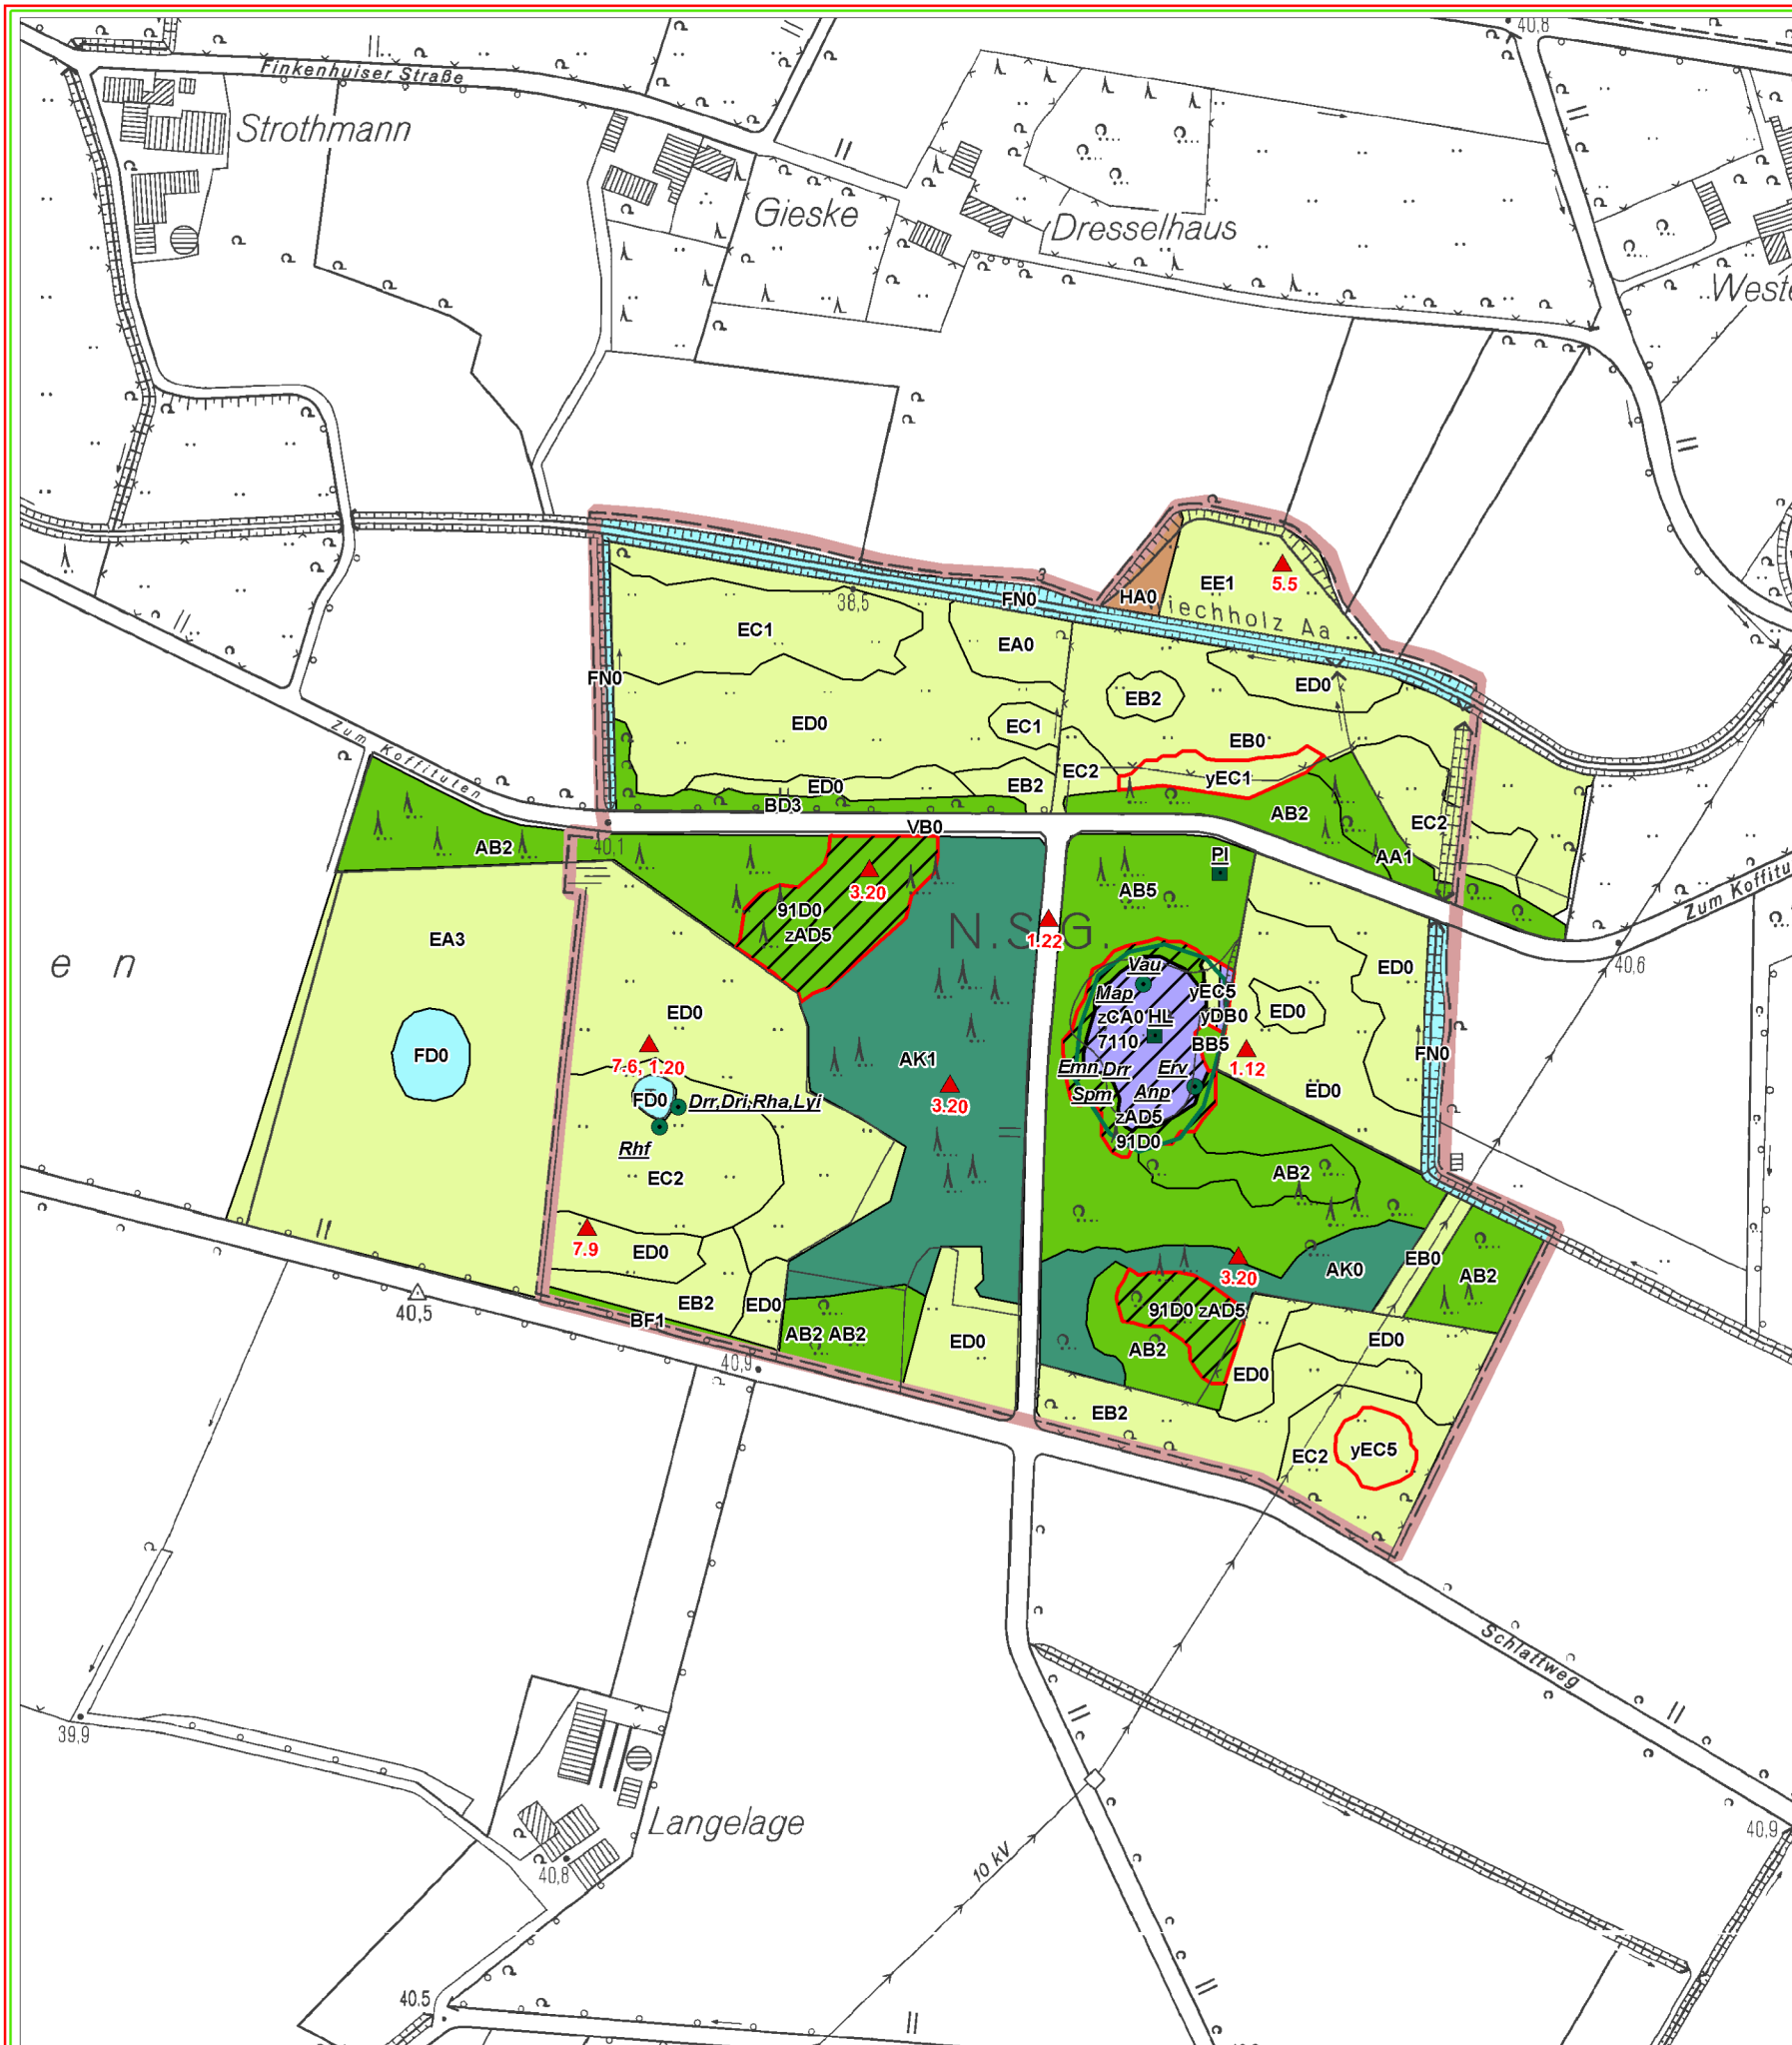 40,8
Finkenhuiser Straße
Strothmann
Gieske
Dresselhaus
Weste
3
HA0
EE1
5.5
FN0
38,5
iechholz Aa
EC1
EA0
FN0
ED0
EB2
ED0
EC1
EB0
Zum Koffituten
EC2
yEC1
ED0
EB2
BD3
AB2
EC2
VB0
40,1
AB2
AA1
PI
3.20
AB5
91D0
zAD5
N.S.G.
1.22
Zum Koffitu
EA3
e n
40,6
ED0
Vau
Map
yEC5
ED0
ED0
zCA0
HL
yDB0
7110
BB5
FD0
7.6, 1.20
AK1
Emn,Drr
Erv
1.12
FN0
FD0
Drr,Dri,Rha,Lyi
3.20
Spm
Anp
ED0
zAD5
91D0
Rhf
EC2
AB2
7.9
ED0
3.20
AK0
EB0
AB2
EB2
ED0
91D0
zAD5
40,5
BF1
AB2
AB2
ED0
AB2
ED0
40,9
ED0
EB2
EC2
yEC5
Schlattweg
39,9
Langelage
40,9
40,8
10 kV
40.5